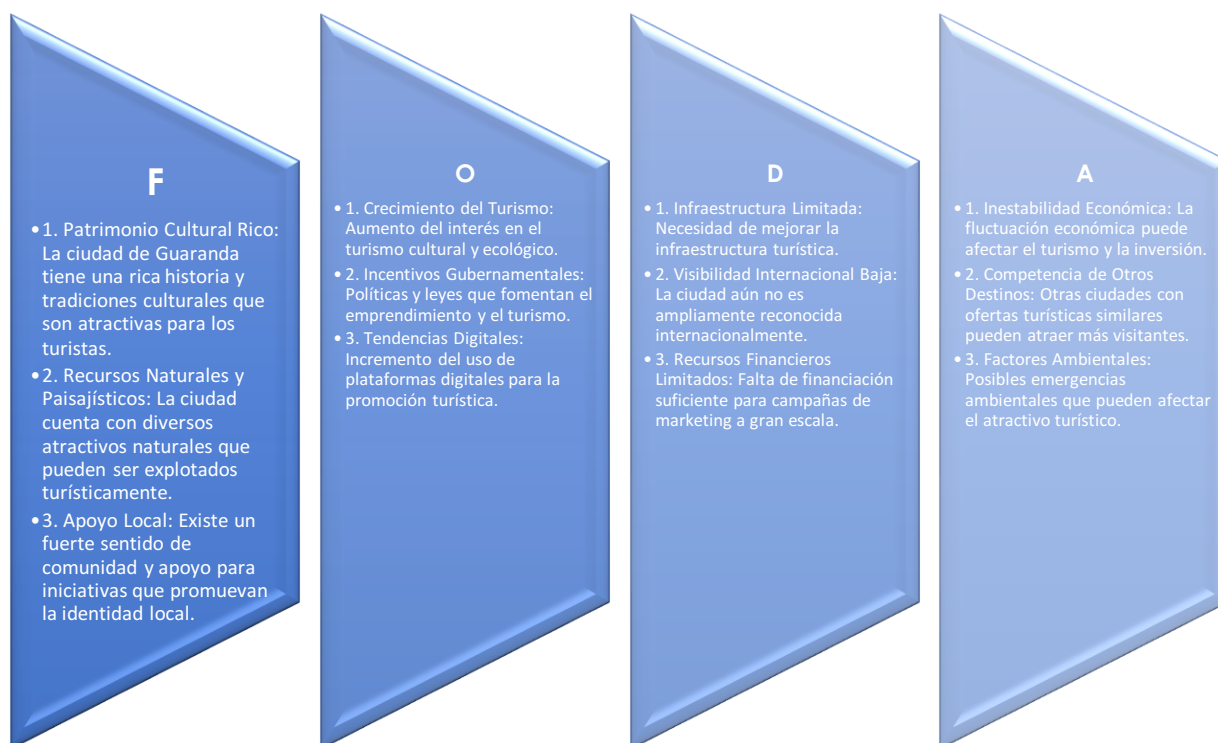 F
• 1. Patrimonio Cultural Rico:
La ciudad de Guaranda
tiene una rica historia y
tradiciones culturales que
son atractivas para los
turistas.
• 2. Recursos Naturales y
Paisajísticos: La ciudad
cuenta con diversos
atractivos naturales que
pueden ser explotados
turísticamente.
• 3. Apoyo Local: Existe un
fuerte sentido de
comunidad y apoyo para
iniciativas que promuevan
la identidad local.
O
• 1. Crecimiento del Turismo:
Aumento del interés en el
turismo cultural y ecológico.
• 2. Incentivos Gubernamentales:
Políticas y leyes que fomentan el
emprendimiento y el turismo.
• 3. Tendencias Digitales:
Incremento del uso de
plataformas digitales para la
promoción turística.
D
• 1. Infraestructura Limitada:
Necesidad de mejorar la
infraestructura turística.
• 2. Visibilidad Internacional Baja:
La ciudad aún no es
ampliamente reconocida
internacionalmente.
• 3. Recursos Financieros
Limitados: Falta de financiación
suficiente para campañas de
marketing a gran escala.
A
• 1. Inestabilidad Económica: La
fluctuación económica puede
afectar el turismo y la inversión.
• 2. Competencia de Otros
Destinos: Otras ciudades con
ofertas turísticas similares
pueden atraer más visitantes.
• 3. Factores Ambientales:
Posibles emergencias
ambientales que pueden afectar
el atractivo turístico.